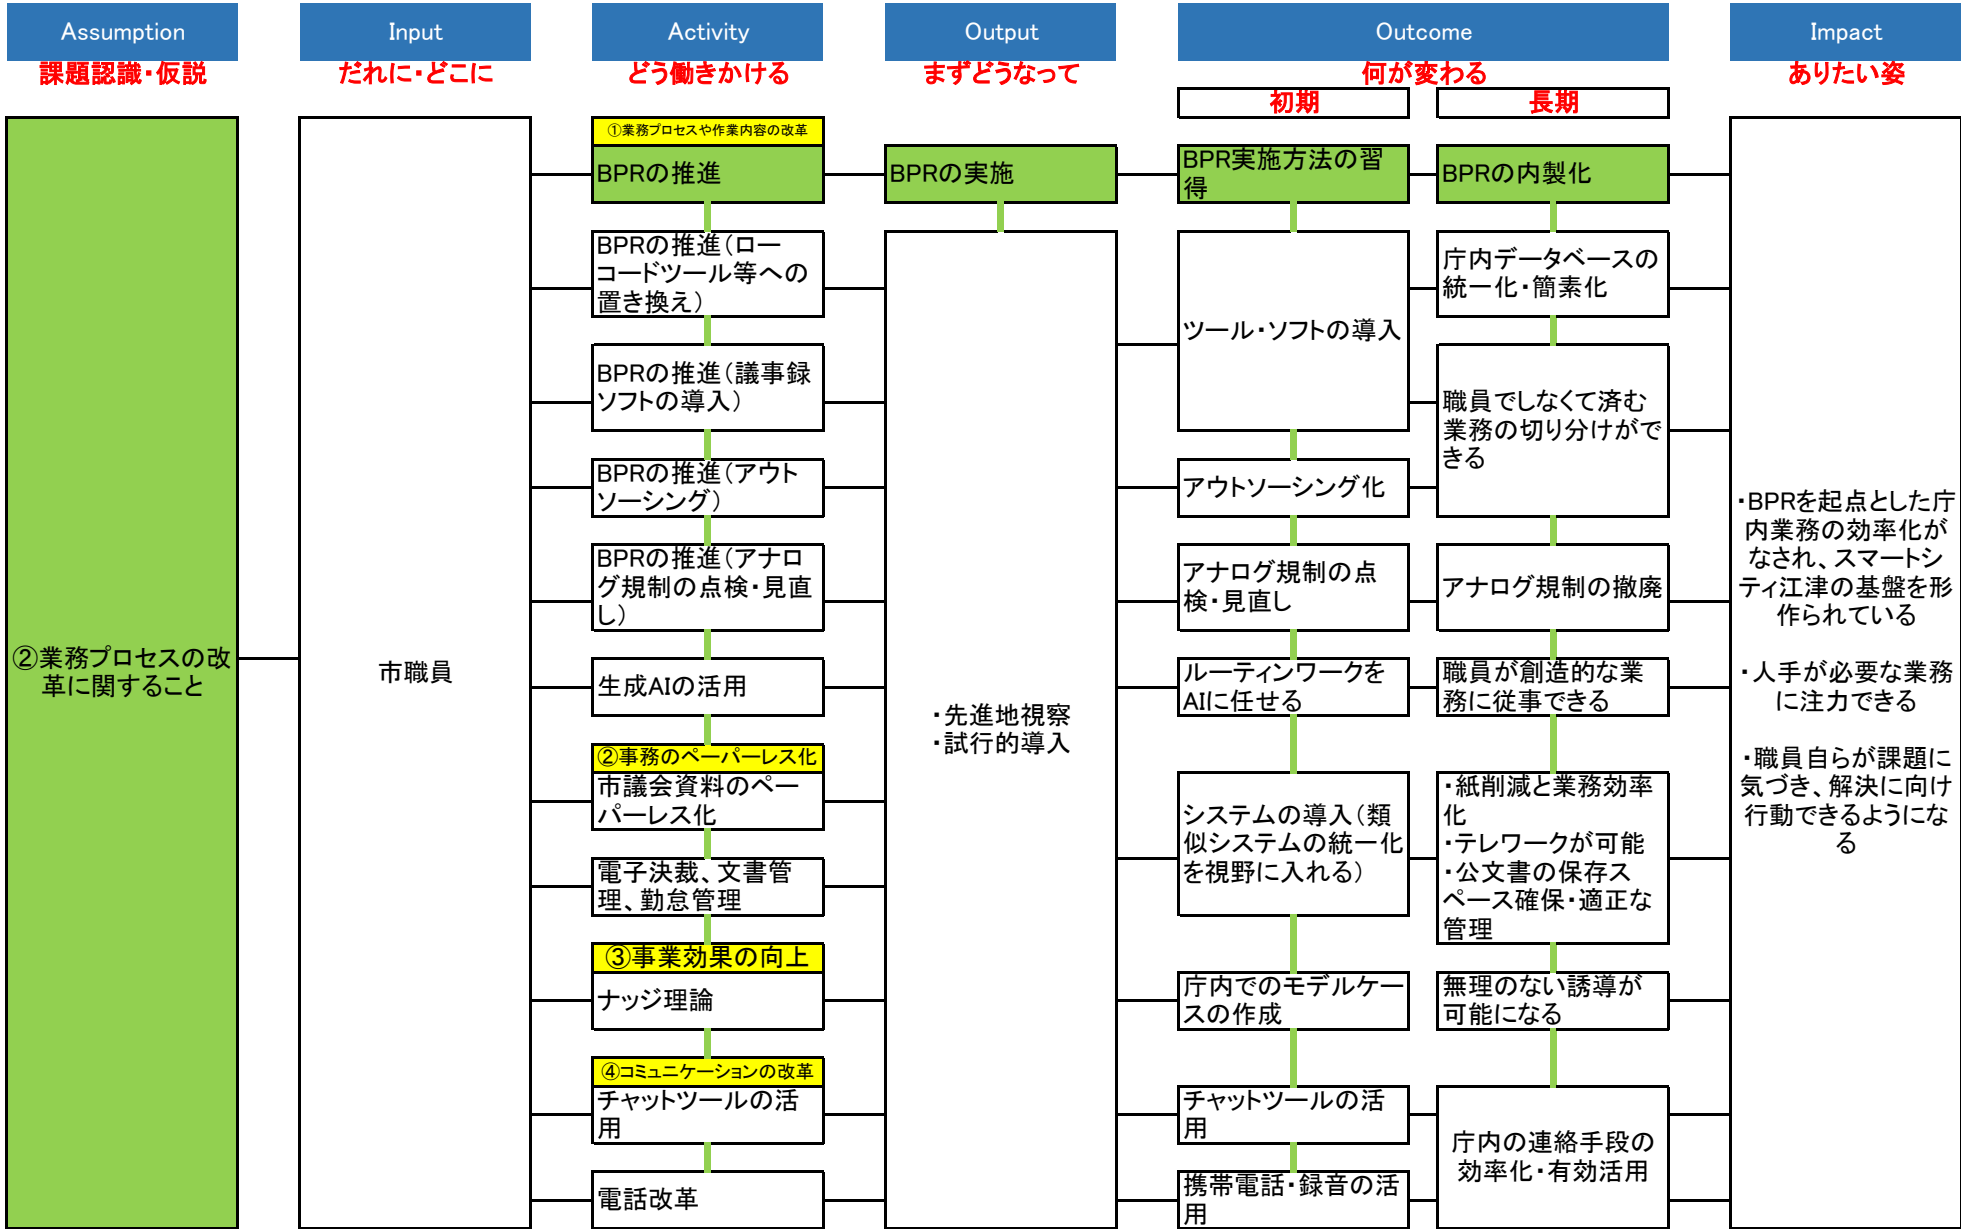 Assumption
課題認識・仮説
②業務プロセスの改
革に関すること
Input
だれに・どこに
市職員
Activity
どう働きかける
①業務プロセスや作業内容の改革
BPRの推進
BPRの推進（ロー
コードツール等への
置き換え）
BPRの推進（議事録
ソフトの導入）
BPRの推進（アウト
ソーシング）
BPRの推進（アナロ
グ規制の点検・見直
し）
生成AIの活用
②事務のペーパーレス化
市議会資料のペー
パーレス化
電子決裁、文書管
理、勤怠管理
③事業効果の向上
ナッジ理論
④コミュニケーションの改革
チャットツールの活
用
電話改革
Output
まずどうなって
BPRの実施
・先進地視察
・試行的導入
Outcome
何が変わる
初期
BPR実施方法の習
得
ツール・ソフトの導入
アウトソーシング化
アナログ規制の点
検・見直し
ルーティンワークを
AIに任せる
システムの導入（類
似システムの統一化
を視野に入れる）
庁内でのモデルケー
スの作成
チャットツールの活
用
携帯電話・録音の活
用
長期
BPRの内製化
庁内データベースの
統一化・簡素化
職員でしなくて済む
業務の切り分けがで
きる
アナログ規制の撤廃
職員が創造的な業
務に従事できる
・紙削減と業務効率
化
・テレワークが可能
・公文書の保存ス
ペース確保・適正な
管理
無理のない誘導が
可能になる
庁内の連絡手段の
効率化・有効活用
Impact
ありたい姿
・BPRを起点とした庁
内業務の効率化が
なされ、スマートシ
ティ江津の基盤を形
作られている
・人手が必要な業務
に注力できる
・職員自らが課題に
気づき、解決に向け
行動できるようにな
る